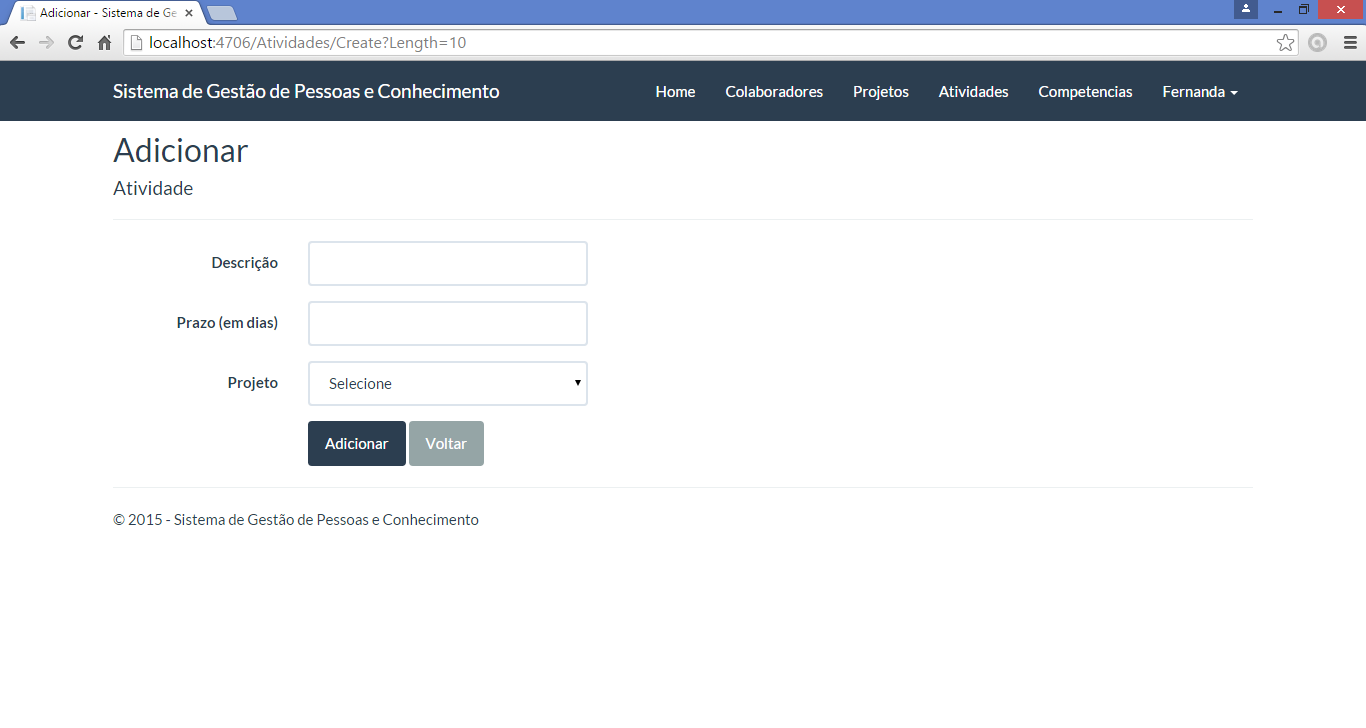 Adicionar - Sistema de Ge
localhost:4706/Atividades/Create?Length=10
Sistema de Gestão de Pessoas e Conhecimento Home Colaboradores Projetos Atividades Competencias Fernanda
Adicionar
Atividade
Descrição
Prazo (em dias)
Projeto Selecione
Adicionar Voltar
© 2015 - Sistema de Gestão de Pessoas e Conhecimento